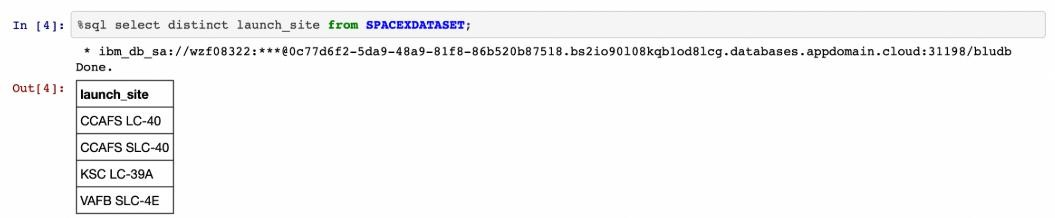 In [4]: %sql select distinct launch_site from SPACEXDATASET;
* ibm_db_sa://wzf08322:***@0c77d6f2-5da9-48a9-81f8-86b520b87518.bs2io90l08kqb1od8lcg.databases.appdomain.cloud:31198/bludb
Done.
Out[4]: launch_site
CCAFS LC-40
CCAFS SLC-40
KSC LC-39A
VAFB SLC-4E